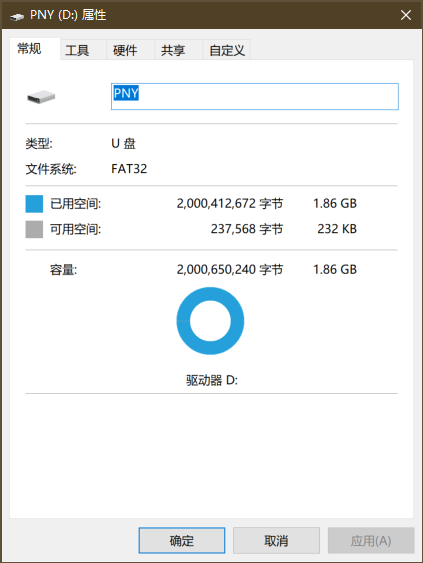 PNY (D:) 属性
常规 工具 硬件 共享 自定义
PNY
类型: U 盘
文件系统: FAT32
已用空间: 2,000,412,672 字节 1.86 GB
可用空间: 237,568 字节 232 KB
容量: 2,000,650,240 字节 1.86 GB
驱动器 D:
确定 取消 应用(A)